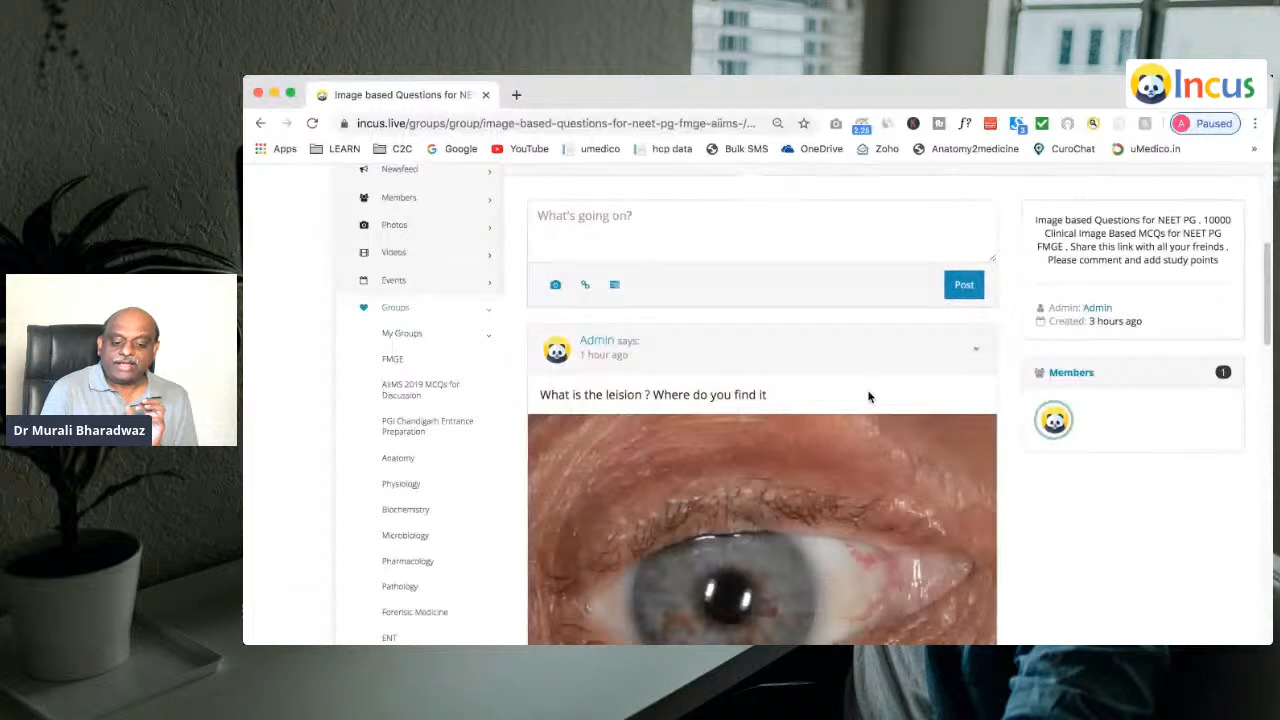 Incus
Image based Questions for NE
incus.live/groups/group/image-based-questions-for-neet-pg-fmge-aiims-/...
2.26
f?
3
A Paused
Apps
LEARN
C2C
Google
YouTube
umedico
hcp data
Bulk SMS
OneDrive
Zoho
Anatomy2medicine
CuroChat
uMedico.in
»
Newsfeed
Members
Photos
Videos
Events
Groups
My Groups
FMGE
AIIMS 2019 MCQs for
Discussion
PGI Chandigarh Entrance
Preparation
Anatomy
Physiology
Biochemistry
Microbiology
Pharmacology
Pathology
Forensic Medicine
ENT
What's going on?
Post
Admin says:
1 hour ago
What is the leision ? Where do you find it
Image based Questions for NEET PG . 10000
Clinical Image Based MCQs for NEET PG
FMGE . Share this link with all your freinds .
Please comment and add study points
Admin: Admin
Created: 3 hours ago
Members 1
Dr Murali Bharadwaz